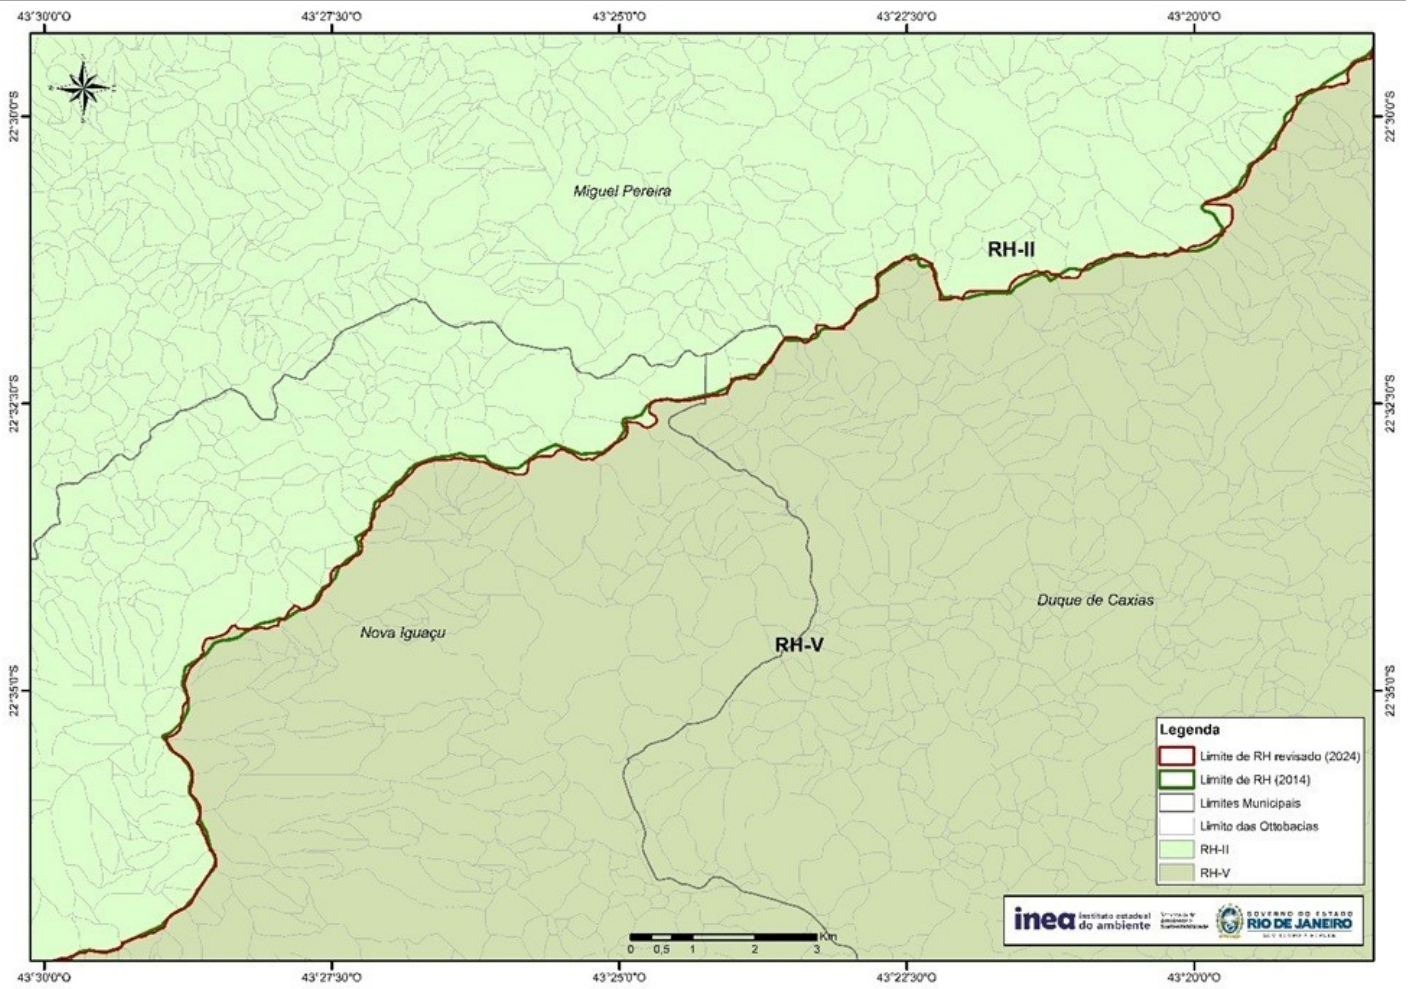 43°30'0"O 43°27'30"O 43°25'0"O 43°22'30"O 43°20'0"O
22°30'0"S 22°30'0"S
Miguel Pereira
RH-II
22°32'30"S 22°32'30"S
Duque de Caxias
Nova Iguaçu
RH-V
22°35'0"S 22°35'0"S
Legenda
Limite de RH revisado (2024)
Limite de RH (2014)
Limites Municipais
Limite das Ottobacias
RH-II
RH-V
inea instituto estadual
do ambiente
GOVERNO DO ESTADO
RIO DE JANEIRO
Km
0 0,5 1 2 3
43°30'0"O 43°27'30"O 43°25'0"O 43°22'30"O 43°20'0"O